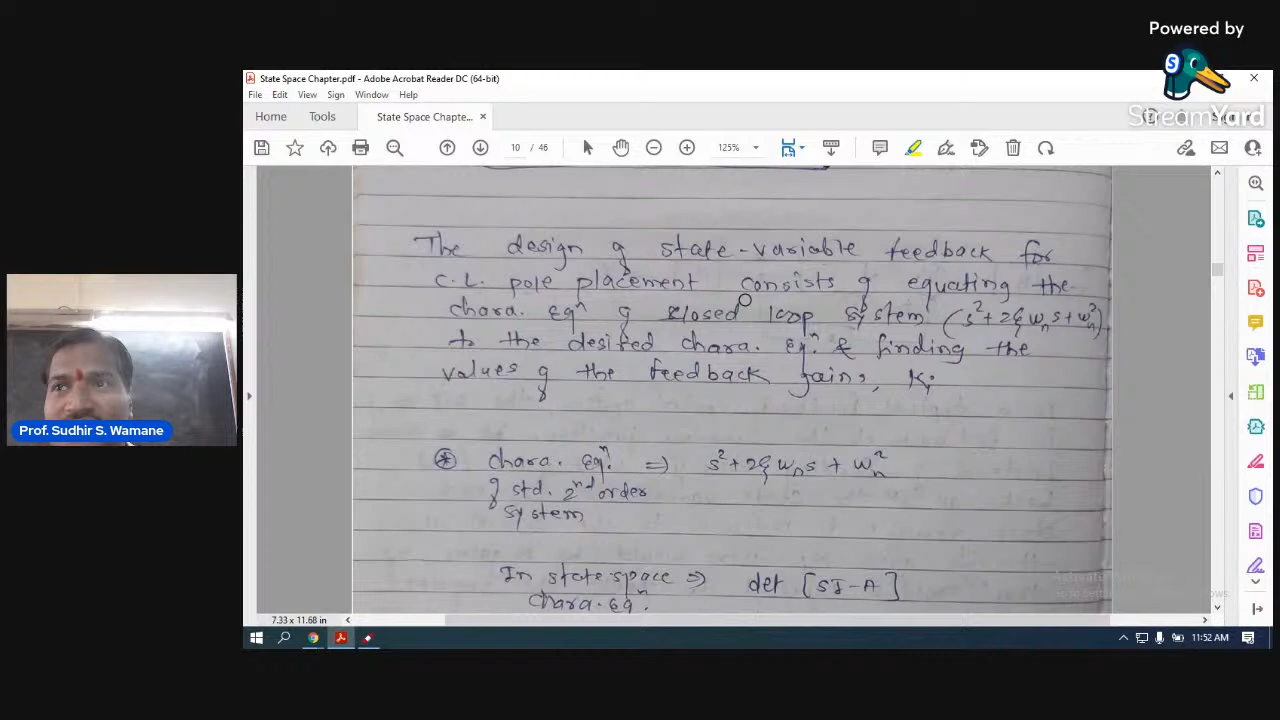 Powered by
StreamYard
State Space Chapter.pdf - Adobe Acrobat Reader DC (64-bit)
File Edit View Sign Window Help
Home Tools State Space Chapte... ×
10 / 46 125%
The design of state-variable feedback for
C.L. pole placement consists of equating the
chara. Eqⁿ of closed loop system (s²+2ξωₙs+ωₙ²)
to the desired chara. Eqⁿ. & finding the
values of the feedback gains, Kᵢ
⊛ chara. Eqⁿ. ⇒ s²+2ξωₙs + ωₙ²
of std. 2ⁿᵈ order
system
In state space ⇒ det [SI-A]
chara. Eqⁿ.
Prof. Sudhir S. Wamane
7.33 x 11.68 in
11:52 AM